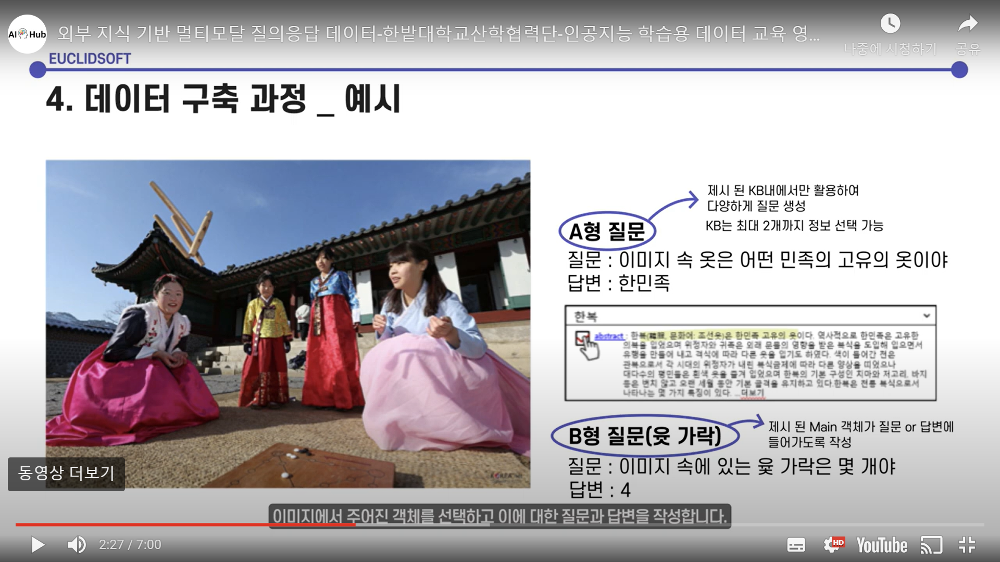 AI Hub
외부 지식 기반 멀티모달 질의응답 데이터-한밭대학교산학협력단-인공지능 학습용 데이터 교육 영...
나중에 시청하기
공유
EUCLIDSOFT
4. 데이터 구축 과정 _ 예시
제시 된 KB내에서만 활용하여
다양하게 질문 생성
KB는 최대 2개까지 정보 선택 가능
A형 질문
질문 : 이미지 속 옷은 어떤 민족의 고유의 옷이야
답변 : 한민족
한복
abstract : 한복(韓服, 문화어: 조선옷)은 한민족 고유의 옷이다. 역사적으로 한민족은 고유한
의복을 입었으며 위정자와 귀족은 외래 문물의 영향을 받은 복식을 도입해 입으면서
유행을 만들어 내고 격식에 따라 다른 옷을 입기도 하였다. 색이 들어간 천은
관복으로서 각 시대의 위정자가 내린 복식금제에 따라 다른 양상을 띠었으나
대다수의 평민들은 흰색 옷을 즐겨 입었으며 한복의 기본 구성인 치마와 저고리, 바지
등은 변치 않고 오랜 세월 동안 기본 골격을 유지하고 있다.한복은 전통 복식으로서
나타나는 몇 가지 특징이 있다. ...더보기
B형 질문(윷 가락)
제시 된 Main 객체가 질문 or 답변에
들어가도록 작성
질문 : 이미지 속에 있는 윷 가락은 몇 개야
답변 : 4
KOREA.net
동영상 더보기
이미지에서 주어진 객체를 선택하고 이에 대한 질문과 답변을 작성합니다.
2:27 / 7:00
HD
YouTube